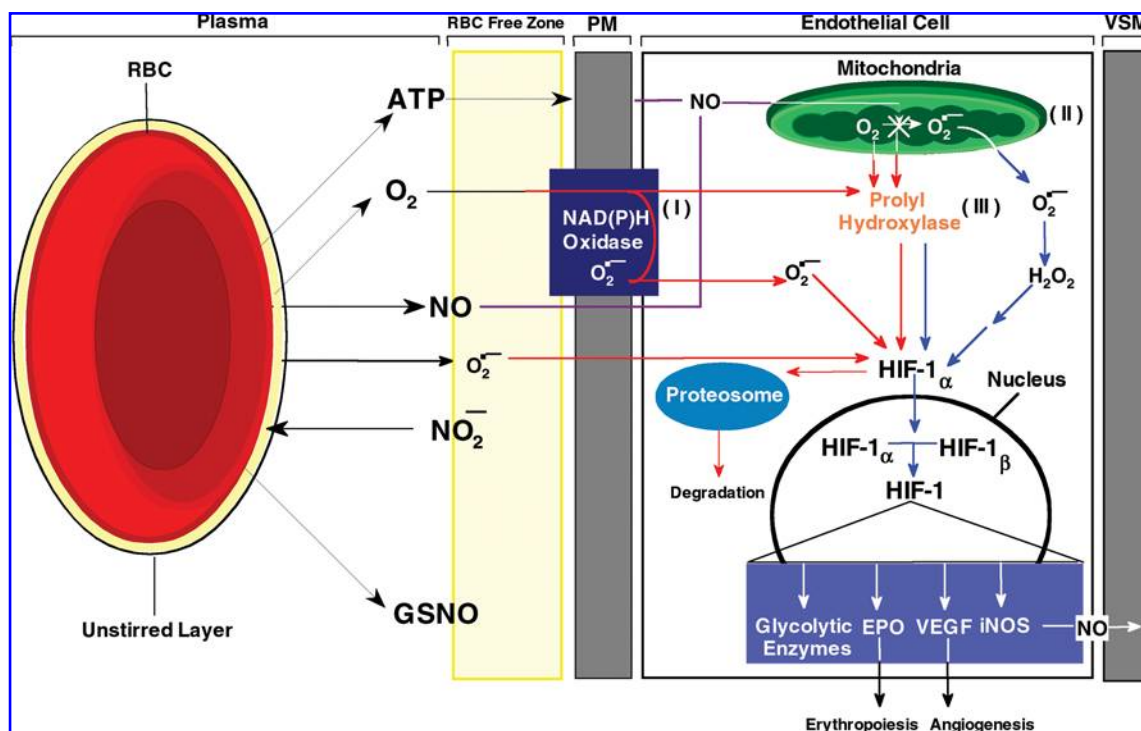 Plasma
RBC Free Zone
PM
Endothelial Cell
VSM
RBC
Mitochondria
ATP
NO
O₂
O₂•−
(II)
O₂
NAD(P)H
Oxidase
O₂•−
(I)
Prolyl
Hydroxylase
(III)
O₂•−
O₂•−
H₂O₂
NO
O₂•−
HIF-1α
Nucleus
Proteosome
NO₂−
HIF-1α
HIF-1β
HIF-1
Degradation
GSNO
Unstirred Layer
Glycolytic
Enzymes
EPO
VEGF
iNOS
NO
Erythropoiesis
Angiogenesis